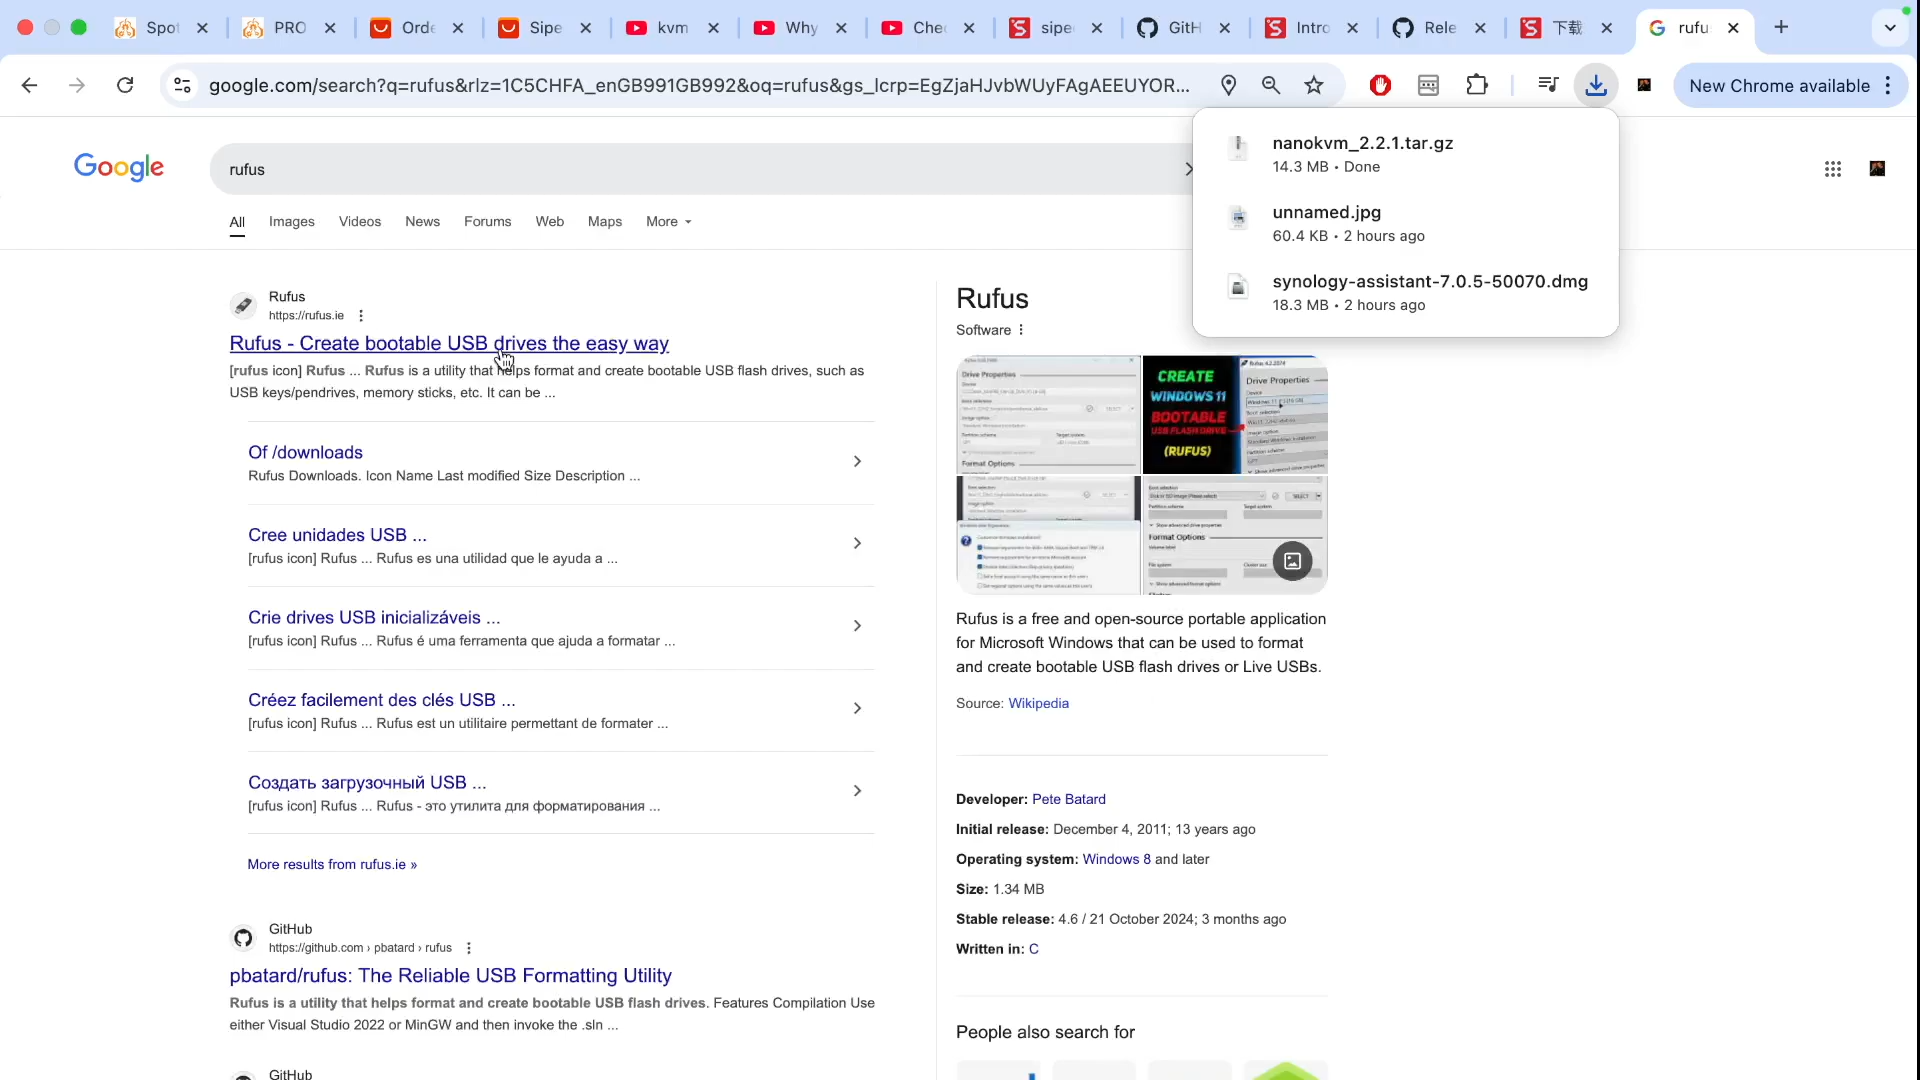 Spot
PRO
Orde
Sipe
kvm
Why
Chec
sipe
GitH
Intro
Rele
下载
rufu
google.com/search?q=rufus&rlz=1C5CHFA_enGB991GB992&oq=rufus&gs_lcrp=EgZjaHJvbWUyFAgAEEUYOR...
New Chrome available
nanokvm_2.2.1.tar.gz
14.3 MB • Done
unnamed.jpg
60.4 KB • 2 hours ago
synology-assistant-7.0.5-50070.dmg
18.3 MB • 2 hours ago
Google
rufus
All
Images
Videos
News
Forums
Web
Maps
More
Rufus
https://rufus.ie
Rufus - Create bootable USB drives the easy way
[rufus icon] Rufus ... Rufus is a utility that helps format and create bootable USB flash drives, such as
USB keys/pendrives, memory sticks, etc. It can be ...
Of /downloads
Rufus Downloads. Icon Name Last modified Size Description ...
Cree unidades USB ...
[rufus icon] Rufus ... Rufus es una utilidad que le ayuda a ...
Crie drives USB inicializáveis ...
[rufus icon] Rufus ... Rufus é uma ferramenta que ajuda a formatar ...
Créez facilement des clés USB ...
[rufus icon] Rufus ... Rufus est un utilitaire permettant de formater ...
Создать загрузочный USB ...
[rufus icon] Rufus ... Rufus - это утилита для форматирования ...
More results from rufus.ie »
GitHub
https://github.com › pbatard › rufus
pbatard/rufus: The Reliable USB Formatting Utility
Rufus is a utility that helps format and create bootable USB flash drives. Features Compilation Use
either Visual Studio 2022 or MinGW and then invoke the .sln ...
GitHub
Rufus
Software
Drive Properties
Format Options
CREATE
WINDOWS 11
BOOTABLE
USB FLASH DRIVE
(RUFUS)
Drive Properties
Format Options
Rufus is a free and open-source portable application
for Microsoft Windows that can be used to format
and create bootable USB flash drives or Live USBs.
Source: Wikipedia
Developer: Pete Batard
Initial release: December 4, 2011; 13 years ago
Operating system: Windows 8 and later
Size: 1.34 MB
Stable release: 4.6 / 21 October 2024; 3 months ago
Written in: C
People also search for